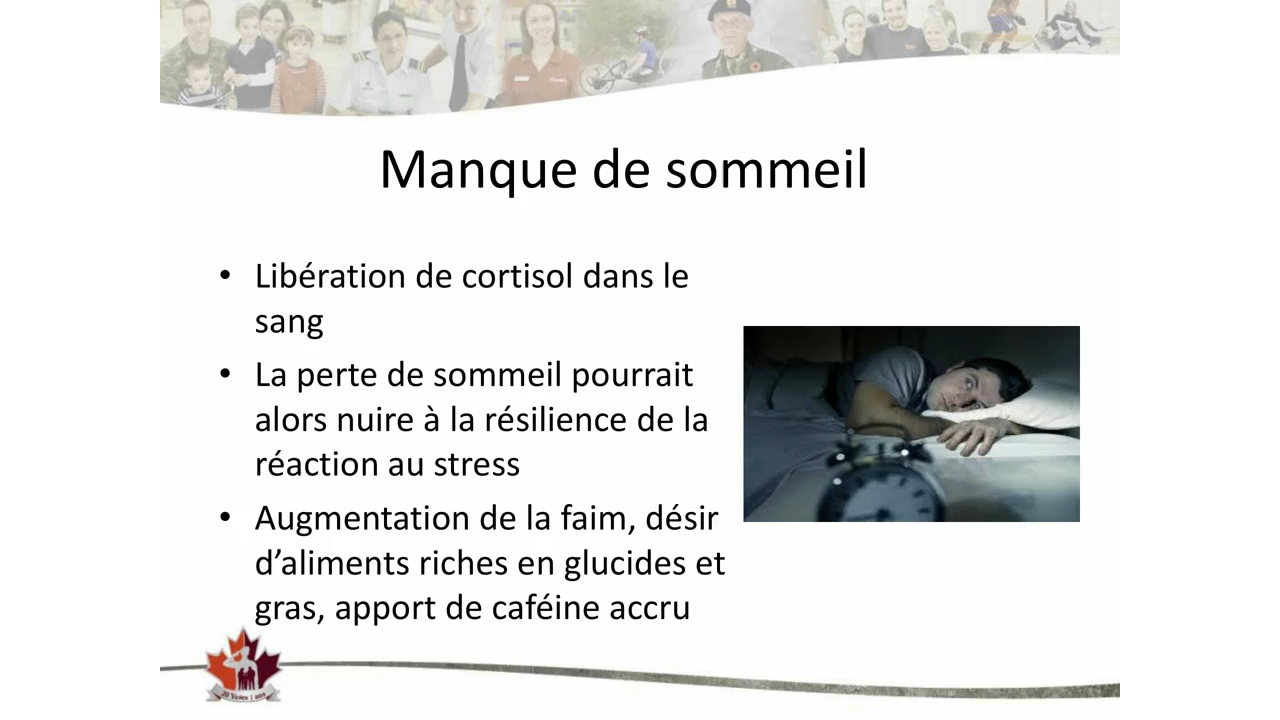 Manque de sommeil
• Libération de cortisol dans le
sang
• La perte de sommeil pourrait
alors nuire à la résilience de la
réaction au stress
• Augmentation de la faim, désir
d’aliments riches en glucides et
gras, apport de caféine accru